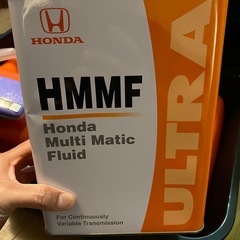 HONDA
HMMF
Honda
Multi Matic
Fluid
For Continuously
Variable Transmission
ULTRA